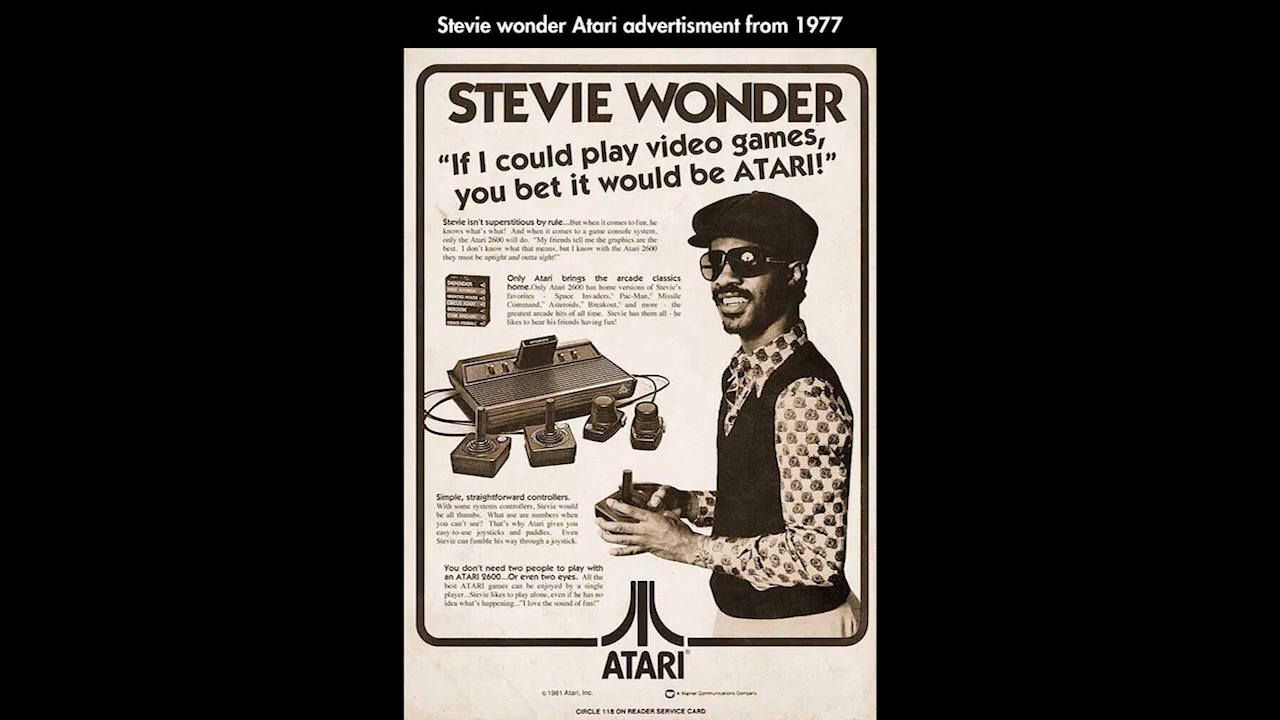 Stevie wonder Atari advertisment from 1977
STEVIE WONDER
“If I could play video games,
you bet it would be ATARI!”
Stevie isn't superstitious by rule...But when it comes to fun, he
knows what's what! And when it comes to a game console system,
only the Atari 2600 will do. "My friends tell me the graphics are the
best. I don't know what that means, but I know with the Atari 2600
they must be uptight and outta sight!"
Only Atari brings the arcade classics
home.Only Atari 2600 has home versions of Stevie's
favorites - Space Invaders, Pac-Man, Missile
Command, Asteroids, Breakout, and more - the
greatest arcade hits of all time. Stevie has them all - he
likes to hear his friends having fun!
DEFENDER
Simple, straightforward controllers.
With some systems controllers, Stevie would
be all thumbs. What use are numbers when
you can't see? That's why Atari gives you
easy-to-use joysticks and paddles. Even
Stevie can fumble his way through a joystick.
You don't need two people to play with
an ATARI 2600...Or even two eyes. All the
best ATARI games can be enjoyed by a single
player...Stevie likes to play alone, even if he has no
idea what's happening..."I love the sound of fun!"
ATARI®
© 1981 Atari, Inc.
A Warner Communications Company
CIRCLE 116 ON READER SERVICE CARD